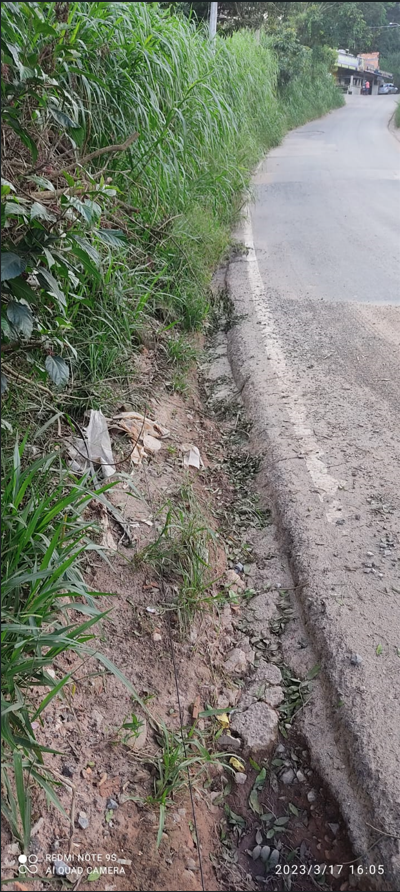 REDMI NOTE 9S
AI QUAD CAMERA
2023/3/17 16:05